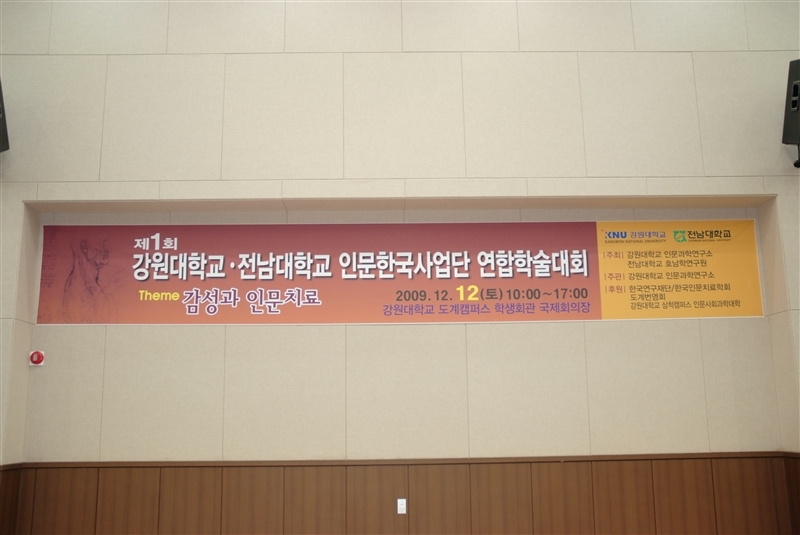 제1회
강원대학교·전남대학교 인문한국사업단 연합학술대회
Theme 감성과 인문치료
2009. 12. 12 (토) 10:00~17:00
강원대학교 도계캠퍼스 학생회관 국제회의장
KNU 강원대학교
KANGWON NATIONAL UNIVERSITY
전남대학교
|주최| 강원대학교 인문과학연구소
전남대학교 호남학연구원
|주관| 강원대학교 인문과학연구소
|후원| 한국연구재단/한국인문치료학회
도계번영회
강원대학교 삼척캠퍼스 인문사회과학대학